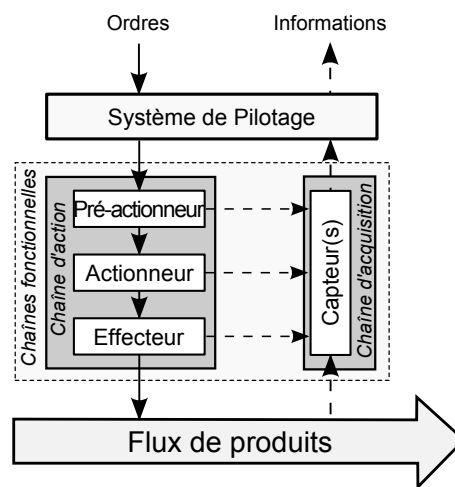 Ordres
Informations
Système de Pilotage
Chaînes fonctionnelles
Chaîne d'action
Pré-actionneur
Actionneur
Effecteur
Capteur(s)
Chaîne d'acquisition
Flux de produits